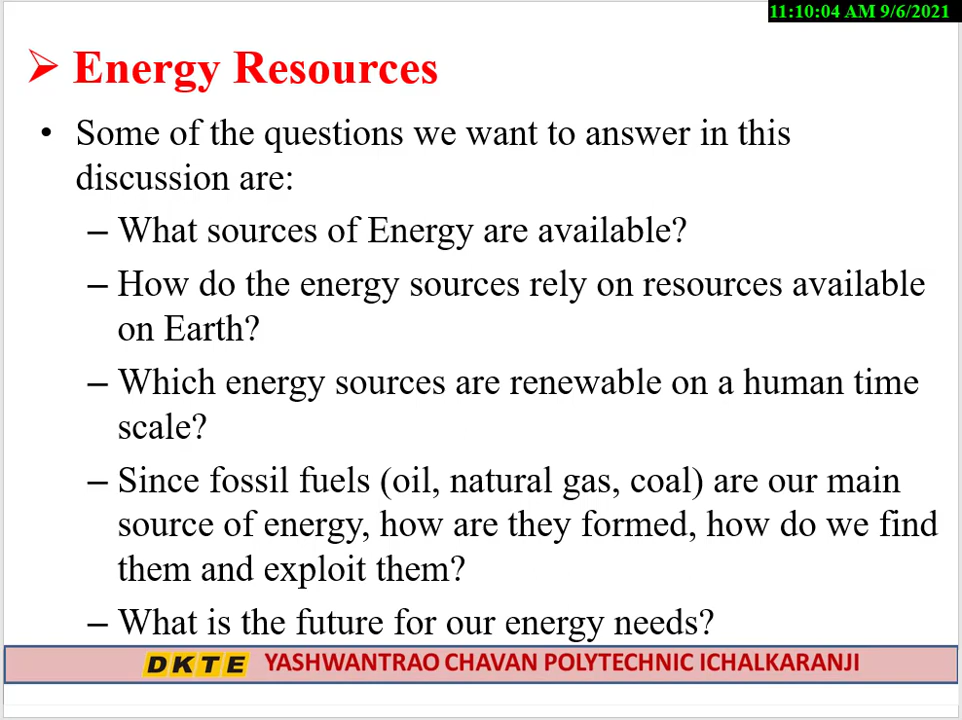 11:10:04 AM 9/6/2021
➢ Energy Resources
• Some of the questions we want to answer in this
discussion are:
– What sources of Energy are available?
– How do the energy sources rely on resources available
on Earth?
– Which energy sources are renewable on a human time
scale?
– Since fossil fuels (oil, natural gas, coal) are our main
source of energy, how are they formed, how do we find
them and exploit them?
– What is the future for our energy needs?
DKTE YASHWANTRAO CHAVAN POLYTECHNIC ICHALKARANJI